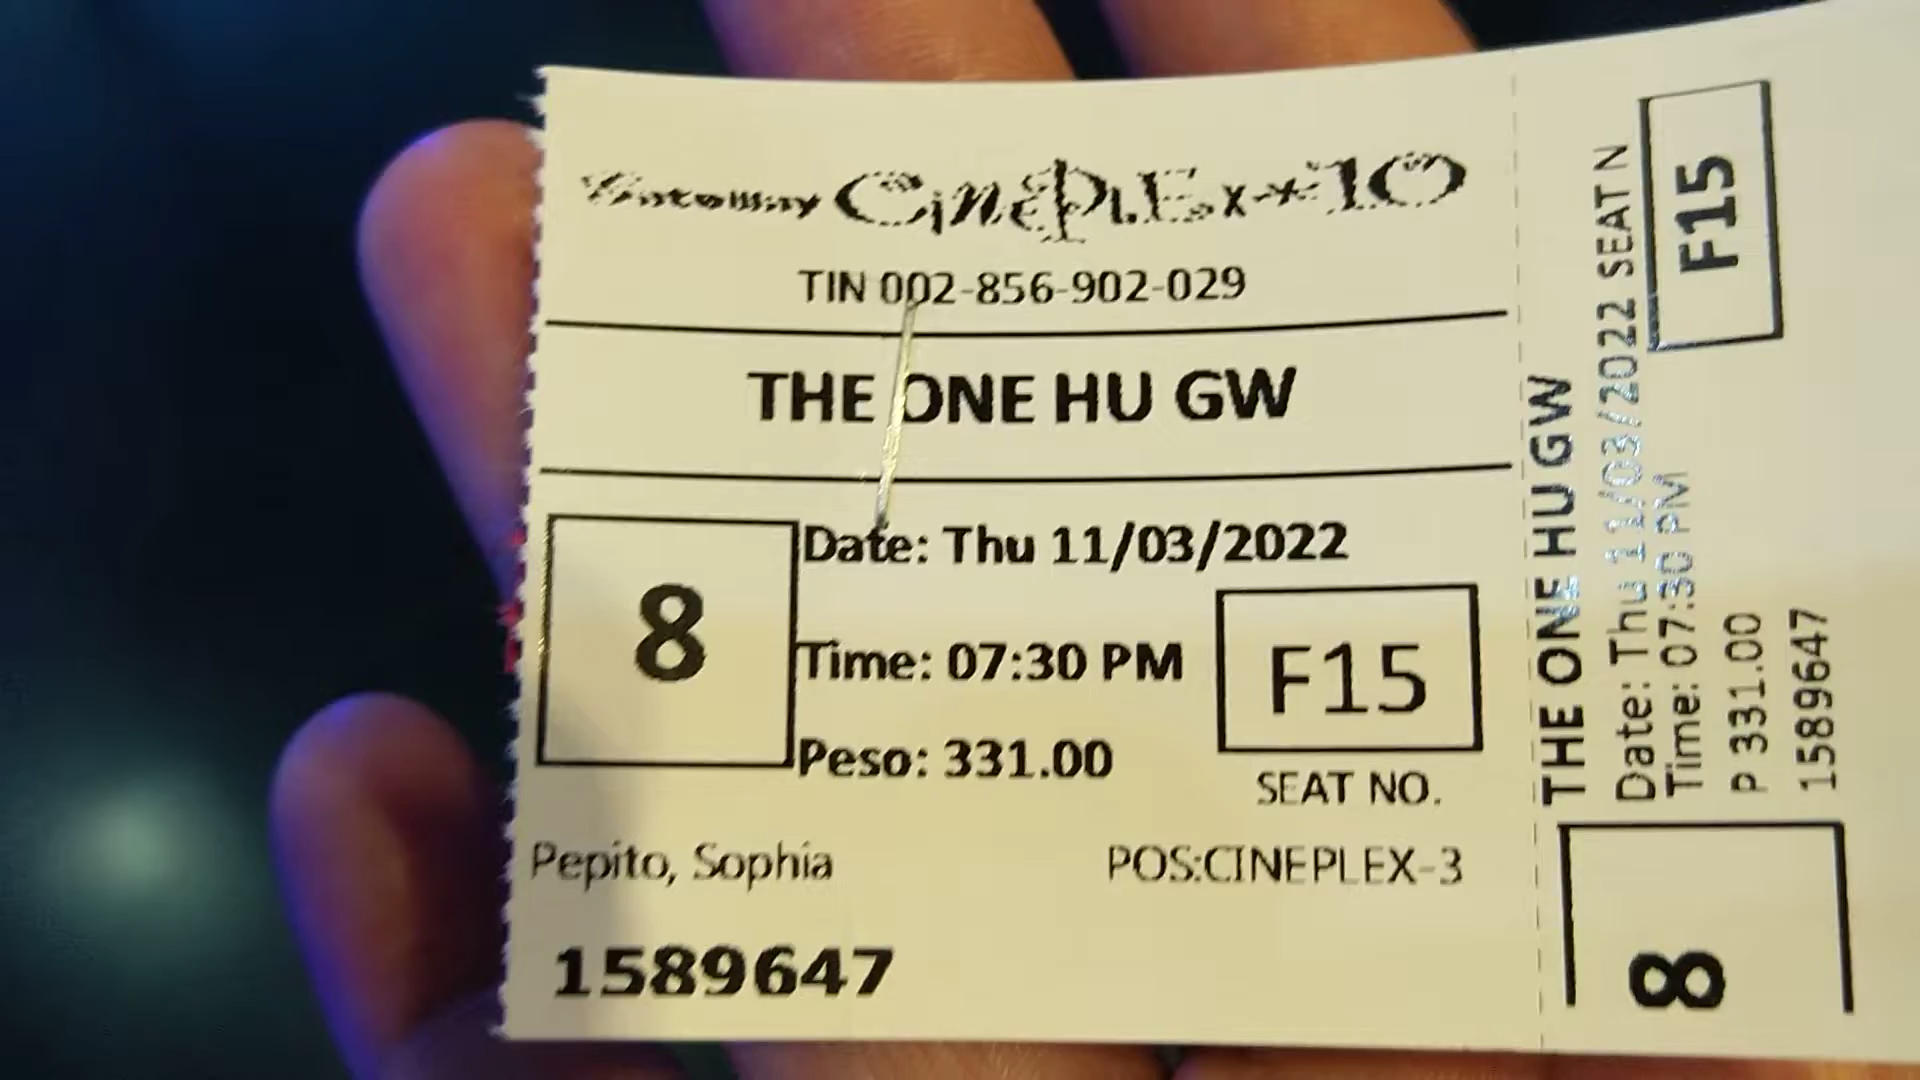 Gateway CinEPLEx*10
TIN 002-856-902-029
THE ONE HU GW
8
Date: Thu 11/03/2022
Time: 07:30 PM
F15
Peso: 331.00
SEAT NO.
Pepito, Sophia
POS:CINEPLEX-3
1589647
THE ONE HU GW
Date: Thu 11/03/2022 SEAT N
Time: 07:30 PM
F15
P 331.00
1589647
8